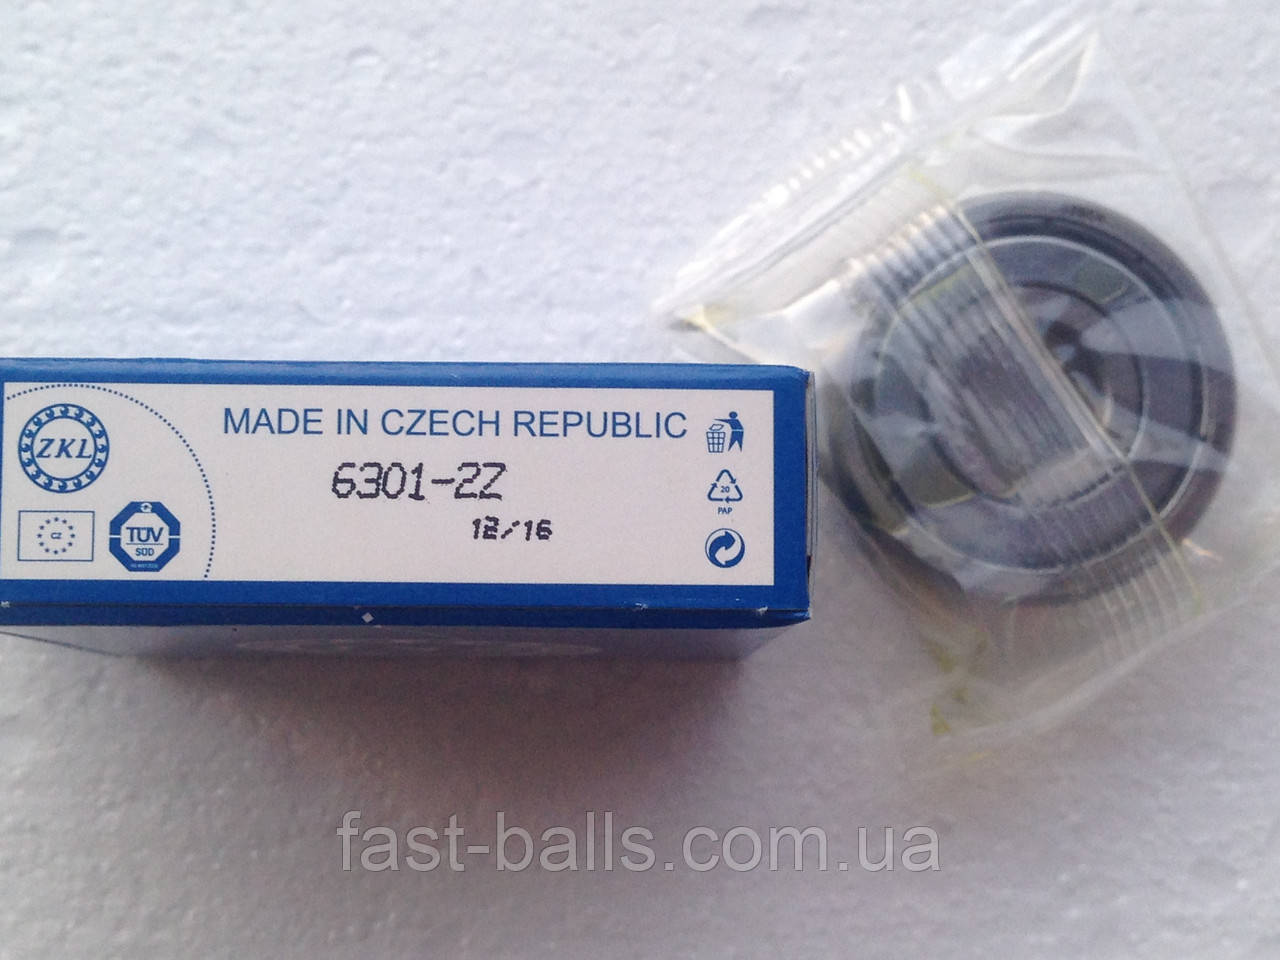 ZKL
MADE IN CZECH REPUBLIC
6301-2Z
12/16
CZ
TÜV
SÜD
20
PAP
fast-balls.com.ua